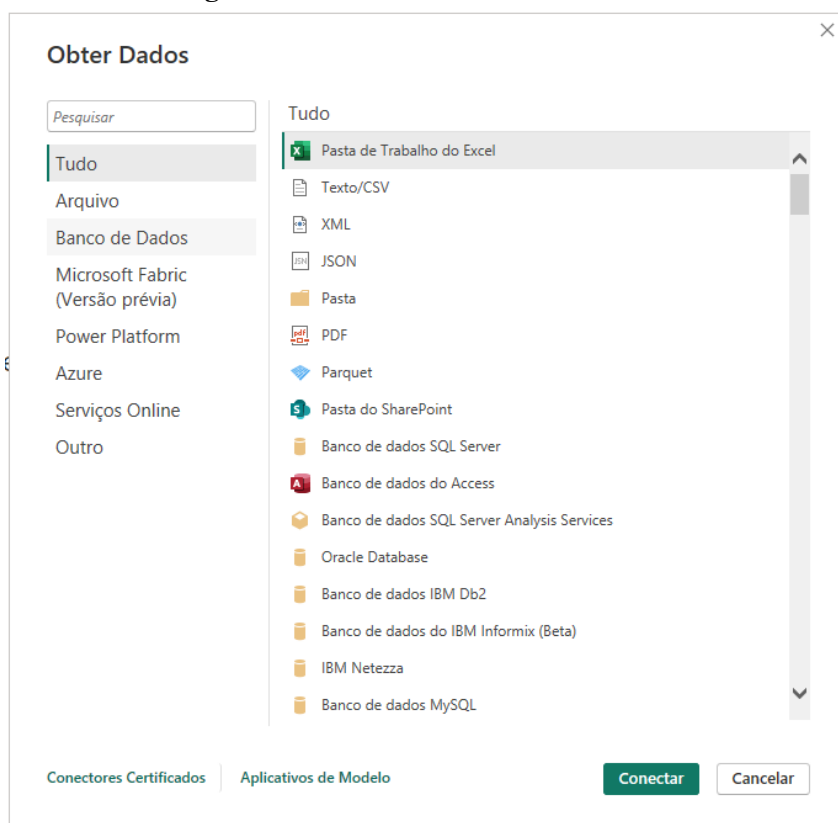 Obter Dados
Pesquisar
Tudo
Arquivo
Banco de Dados
Microsoft Fabric
(Versão prévia)
Power Platform
Azure
Serviços Online
Outro
Tudo
Pasta de Trabalho do Excel
Texto/CSV
XML
JSON
Pasta
PDF
Parquet
Pasta do SharePoint
Banco de dados SQL Server
Banco de dados do Access
Banco de dados SQL Server Analysis Services
Oracle Database
Banco de dados IBM Db2
Banco de dados do IBM Informix (Beta)
IBM Netezza
Banco de dados MySQL
Conectores Certificados
Aplicativos de Modelo
Conectar
Cancelar